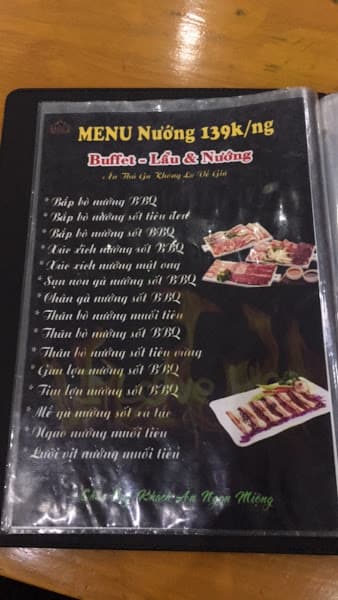 MENU Nướng 139k/ng
Buffet - Lẩu & Nướng
Ăn Thả Ga Không Lo Về Giá
* Bắp bò nướng BBQ
* Bắp bò nướng sốt tiêu đen
* Bắp bò nướng sốt BBQ
* Xúc xích nướng sốt BBQ
* Xúc xích nướng mật ong
* Sụn non gà nướng sốt BBQ
* Chân gà nướng sốt BBQ
* Thăn bò nướng muối tiêu
* Thăn bò nướng sốt BBQ
* Thăn bò nướng sốt tiêu vàng
* Gầu lợn nướng sốt BBQ
* Tim lợn nướng sốt BBQ
* Mề gà nướng sốt xá túc
* Ngao nướng muối tiêu
Lưỡi vịt nướng muối tiêu
Khách Ăn Ngon Miệng